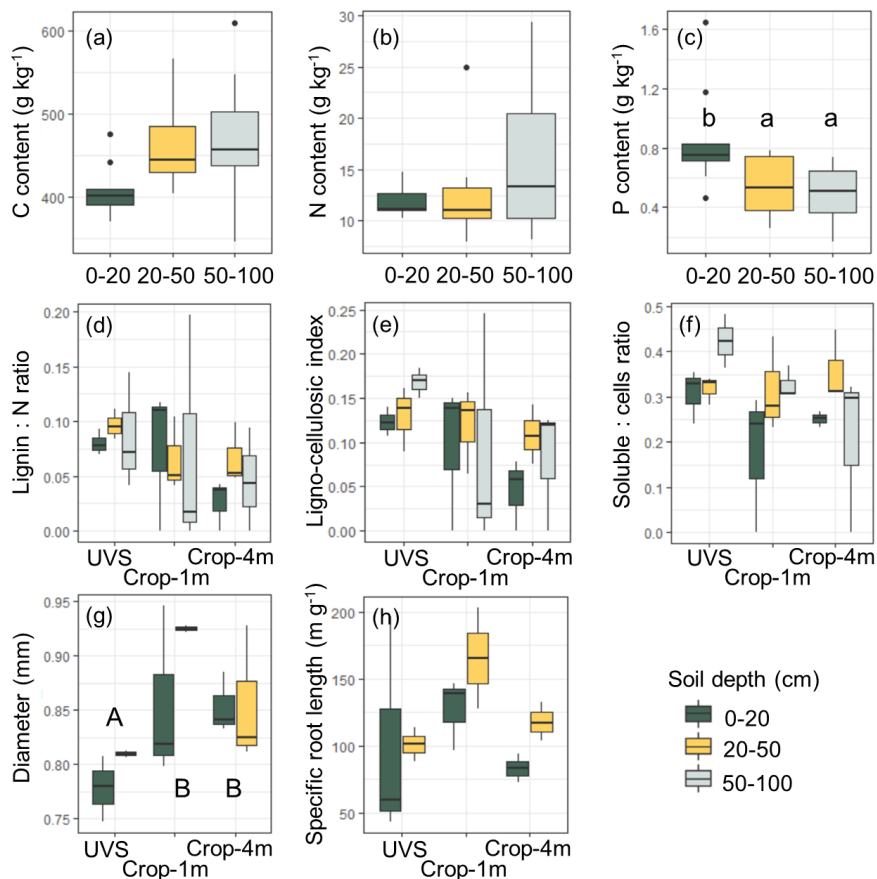 (a)
C content (g kg⁻¹)
600
500
400
0-20 20-50 50-100
(b)
N content (g kg⁻¹)
30
25
20
15
10
0-20 20-50 50-100
(c)
P content (g kg⁻¹)
1.6
1.2
0.8
0.4
b a a
0-20 20-50 50-100
(d)
Lignin : N ratio
0.20
0.15
0.10
0.05
0.00
UVS Crop-4m
Crop-1m
(e)
Ligno-cellulosic index
0.25
0.20
0.15
0.10
0.05
0.00
UVS Crop-4m
Crop-1m
(f)
Soluble : cells ratio
0.5
0.4
0.3
0.2
0.1
0.0
UVS Crop-4m
Crop-1m
(g)
Diameter (mm)
0.95
0.90
0.85
0.80
0.75
A
B B
UVS Crop-4m
Crop-1m
(h)
Specific root length (m g⁻¹)
200
150
100
50
UVS Crop-4m
Crop-1m
Soil depth (cm)
0-20
20-50
50-100